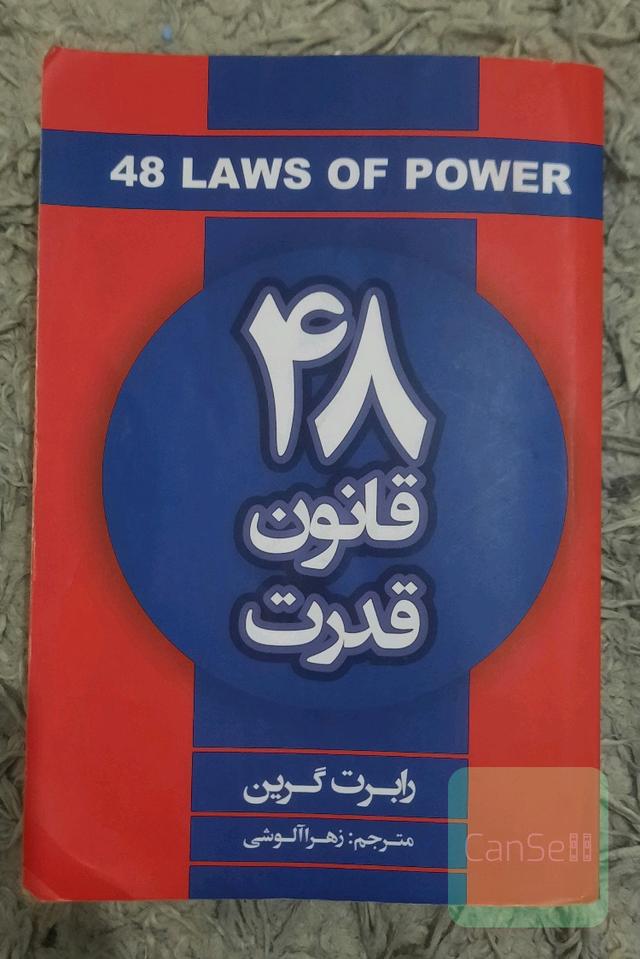 48 LAWS OF POWER
۴۸
قانون
قدرت
رابرت گرین
مترجم: زهرا آلوشی
CanSell